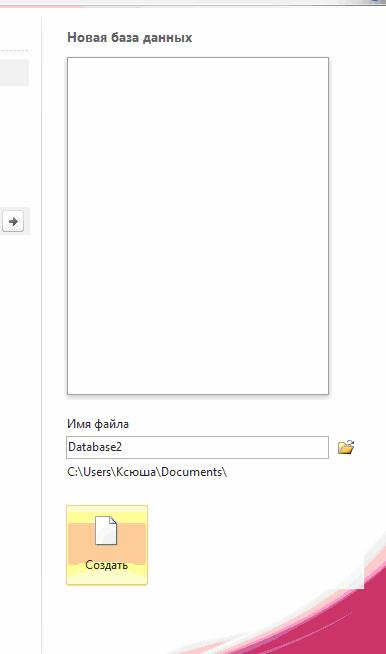 Новая база данных
Имя файла
Database2
C:\Users\Ксюша\Documents\
Создать